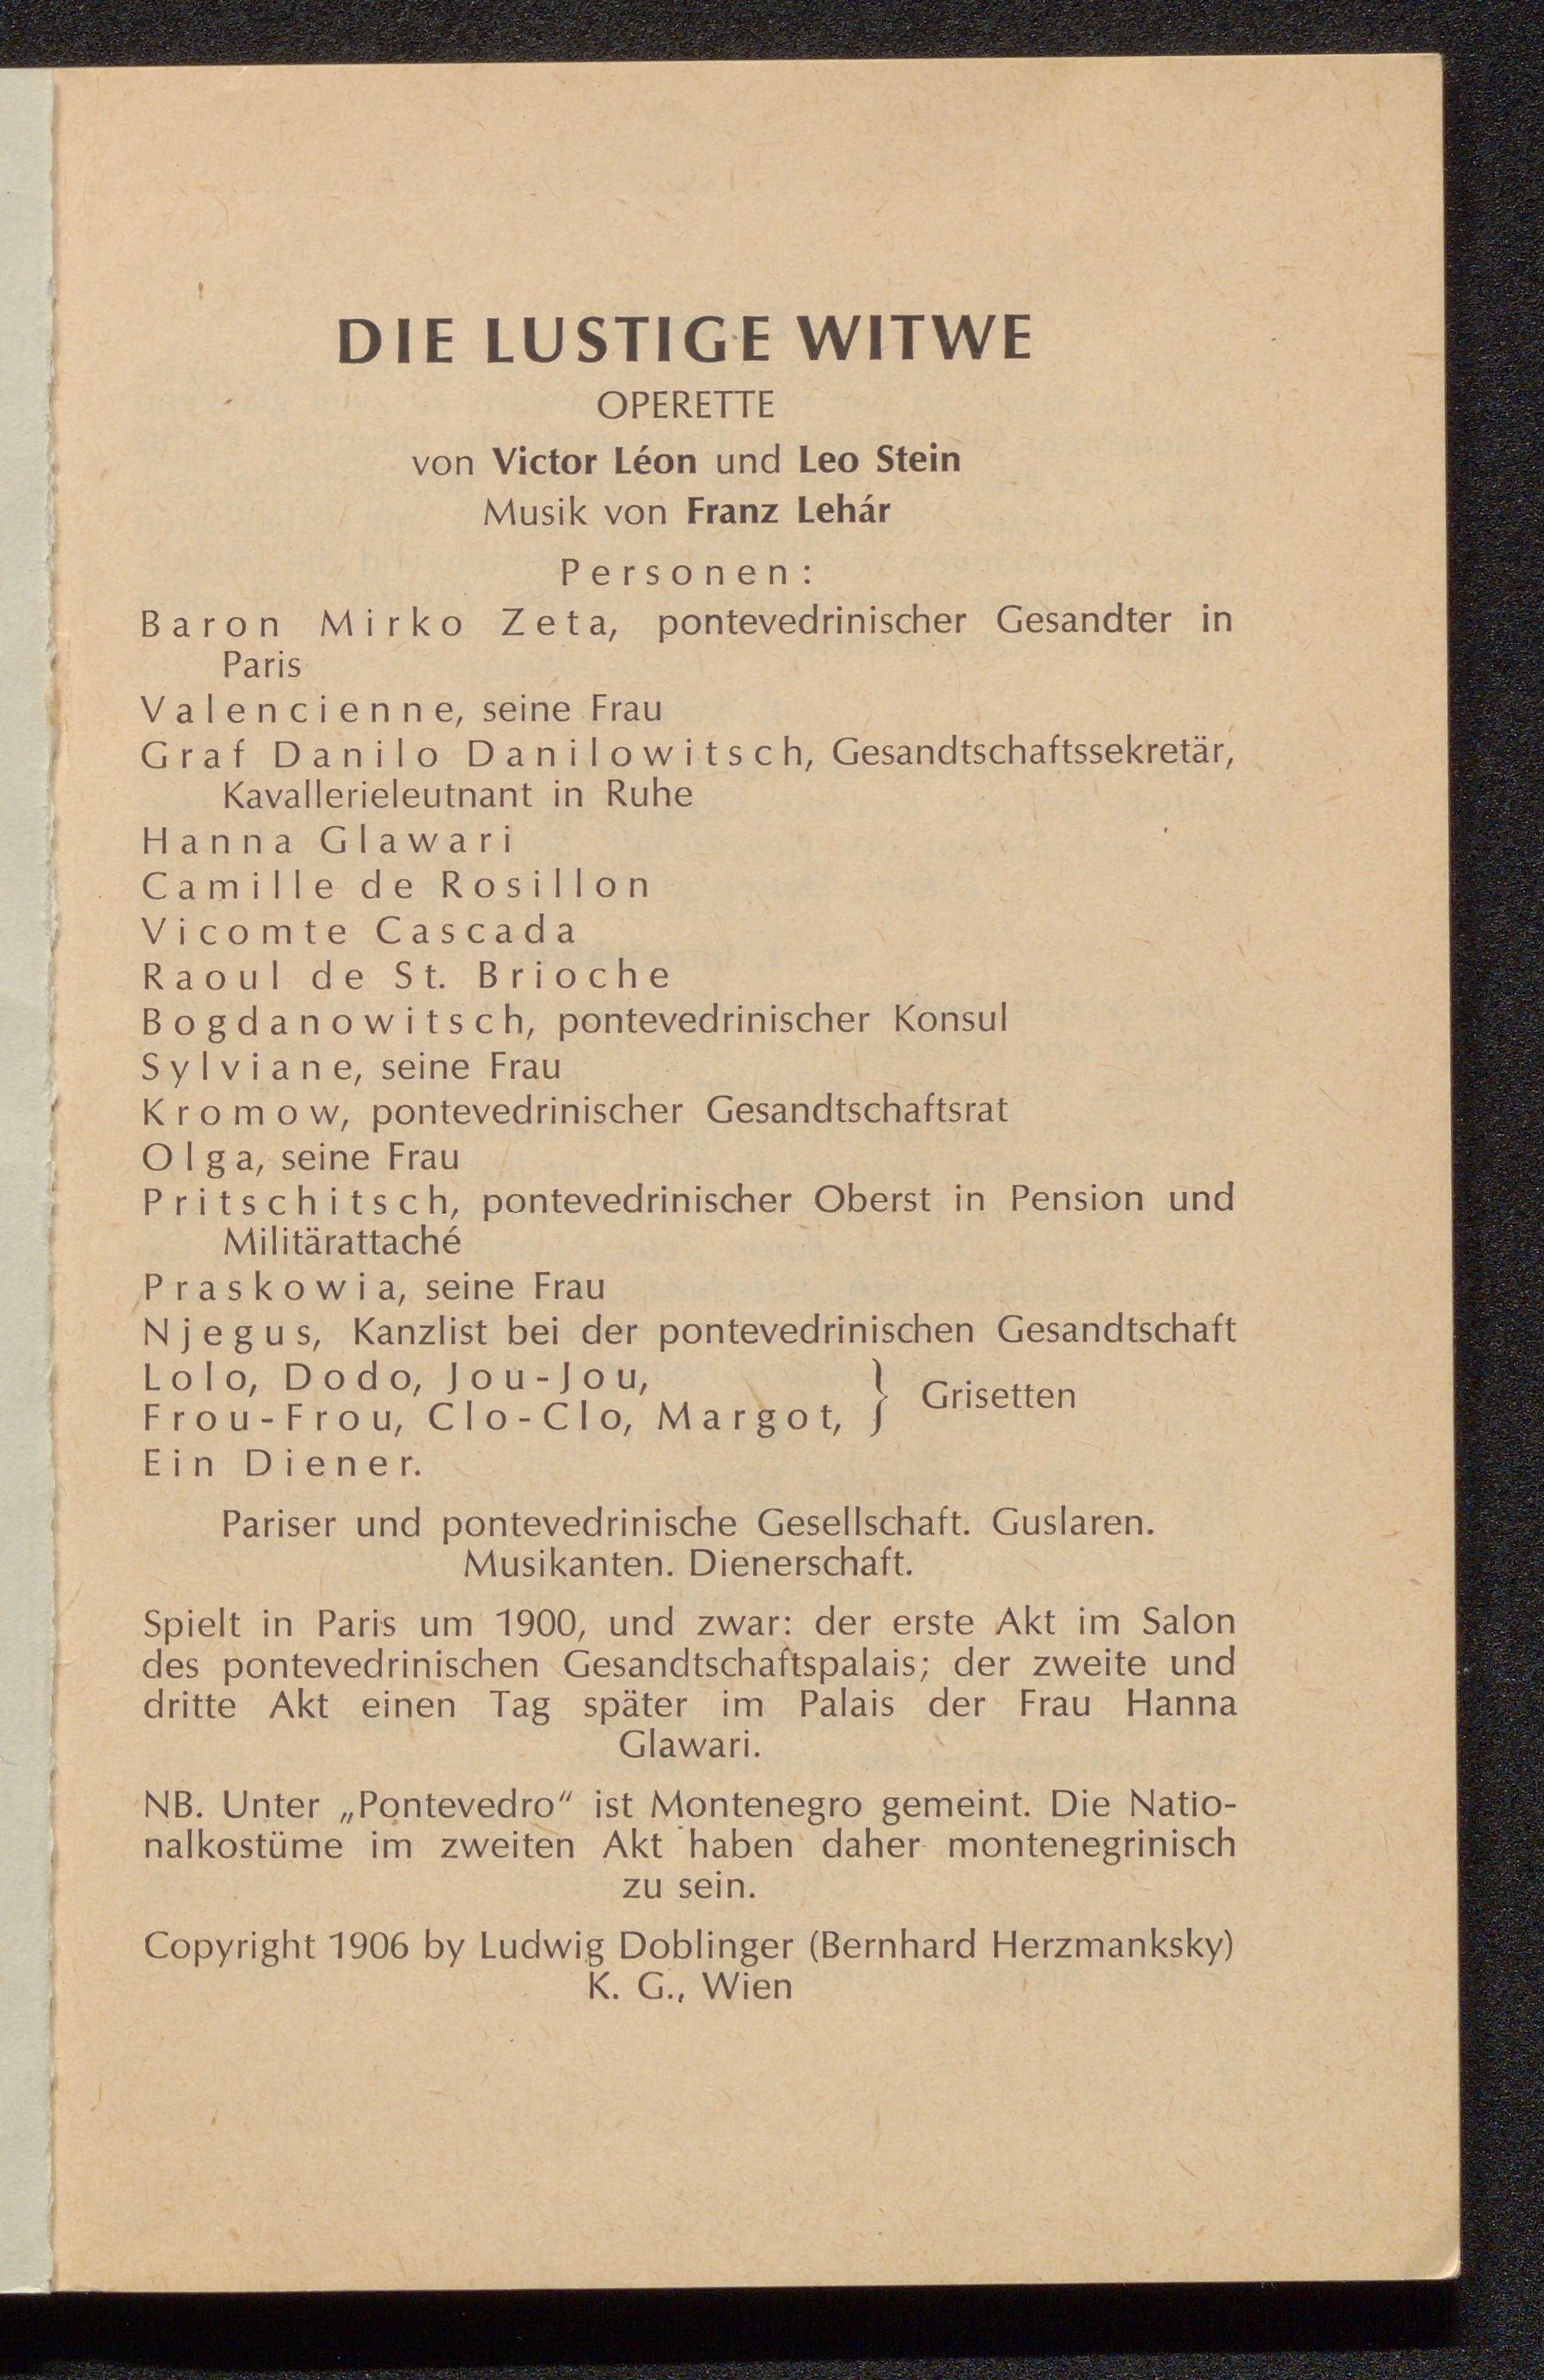 DIE LUSTIGE WITWE
OPERETTE
von Victor Léon und Leo Stein
Musik von Franz Lehár
Personen:
Baron Mirko Zeta, pontevedrinischer Gesandter in
Paris
Valencienne, seine Frau
Graf Danilo Danilowitsch, Gesandtschaftssekretär,
Kavallerieleutnant in Ruhe
Hanna Glawari
Camille de Rosillon
Vicomte Cascada
Raoul de St. Brioche
Bogdanowitsch, pontevedrinischer Konsul
Sylviane, seine Frau
Kromow, pontevedrinischer Gesandtschaftsrat
Olga, seine Frau
Pritschitsch, pontevedrinischer Oberst in Pension und
Militärattaché
Praskowia, seine Frau
Njegus, Kanzlist bei der pontevedrinischen Gesandtschaft
Lolo, Dodo, Jou-Jou,
Frou-Frou, Clo-Clo, Margot, } Grisetten
Ein Diener.
Pariser und pontevedrinische Gesellschaft. Guslaren.
Musikanten. Dienerschaft.
Spielt in Paris um 1900, und zwar: der erste Akt im Salon
des pontevedrinischen Gesandtschaftspalais; der zweite und
dritte Akt einen Tag später im Palais der Frau Hanna
Glawari.
NB. Unter „Pontevedro“ ist Montenegro gemeint. Die Natio-
nalkostüme im zweiten Akt haben daher montenegrinisch
zu sein.
Copyright 1906 by Ludwig Doblinger (Bernhard Herzmanksky)
K. G., Wien